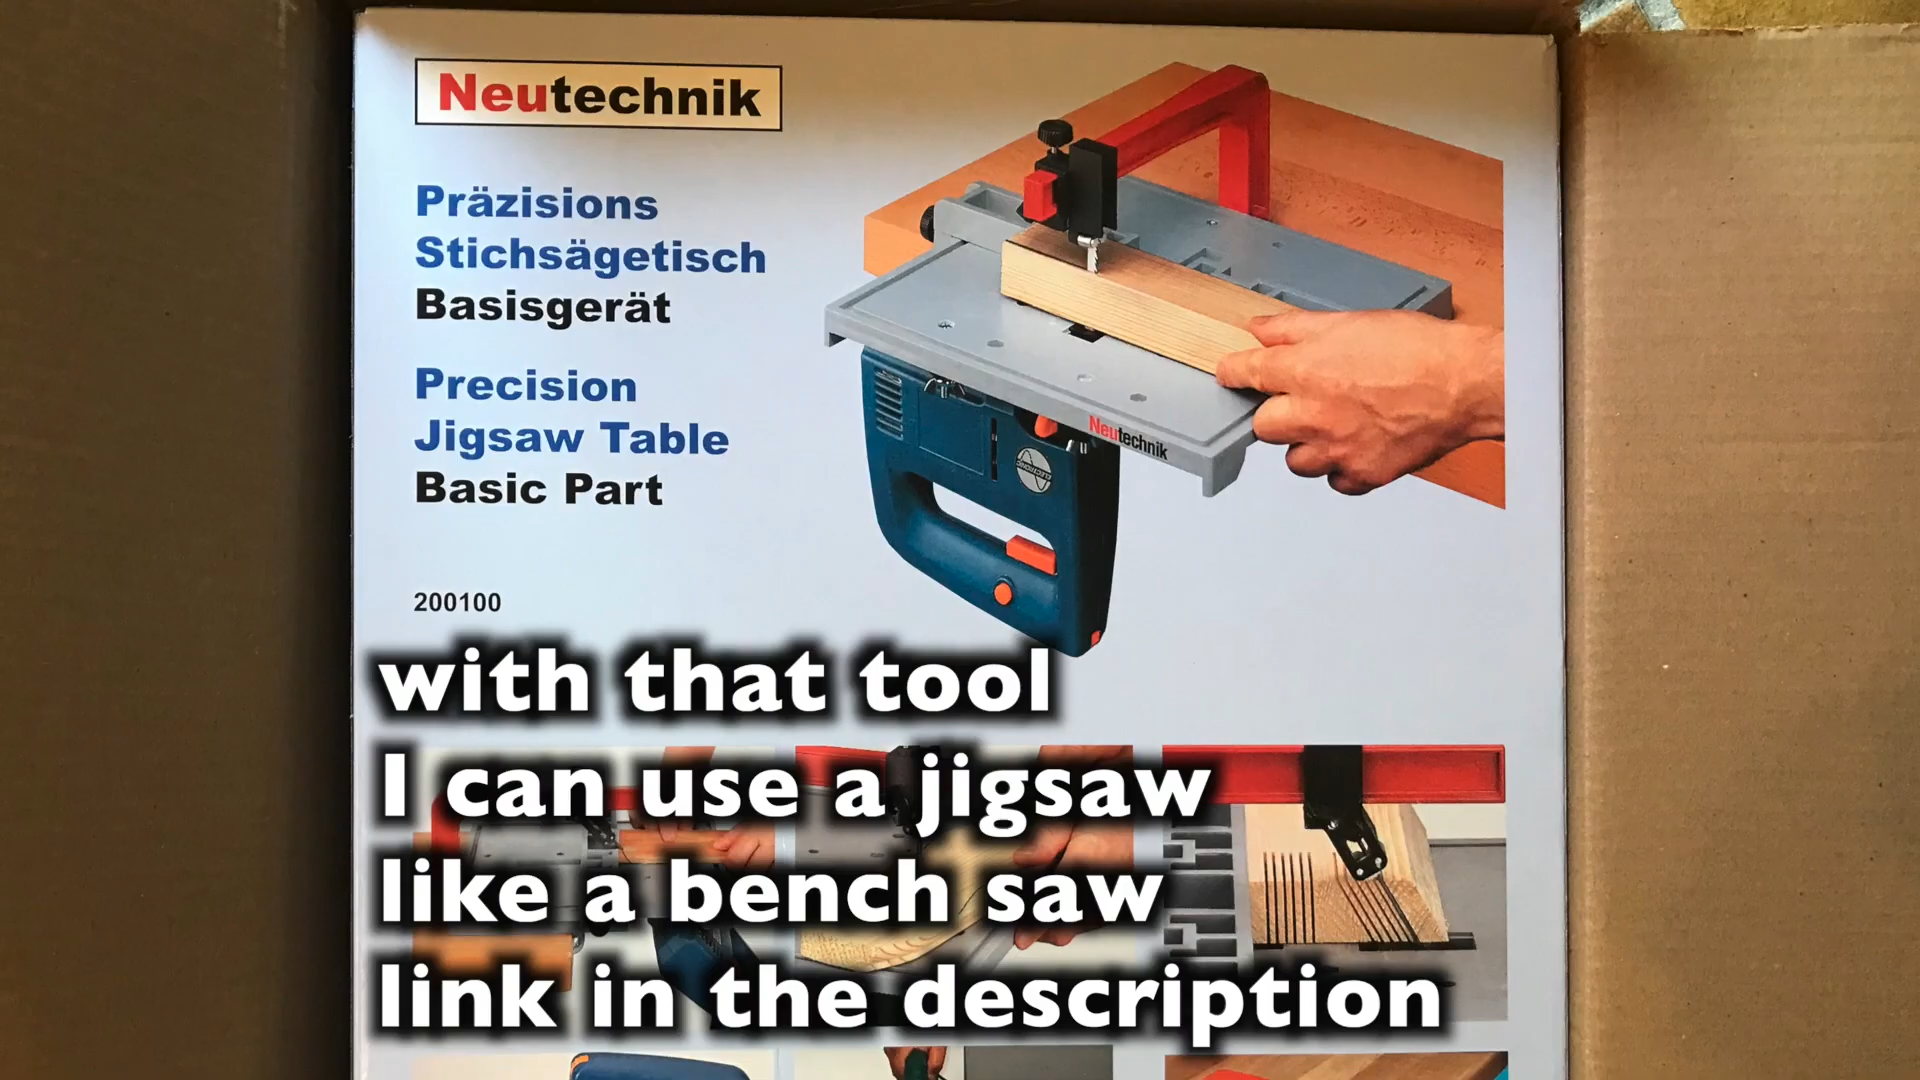 Neutechnik
Präzisions
Stichsägetisch
Basisgerät
Precision
Jigsaw Table
Basic Part
200100
Neutechnik
ELECTRONIC
with that tool
I can use a jigsaw
like a bench saw
link in the description